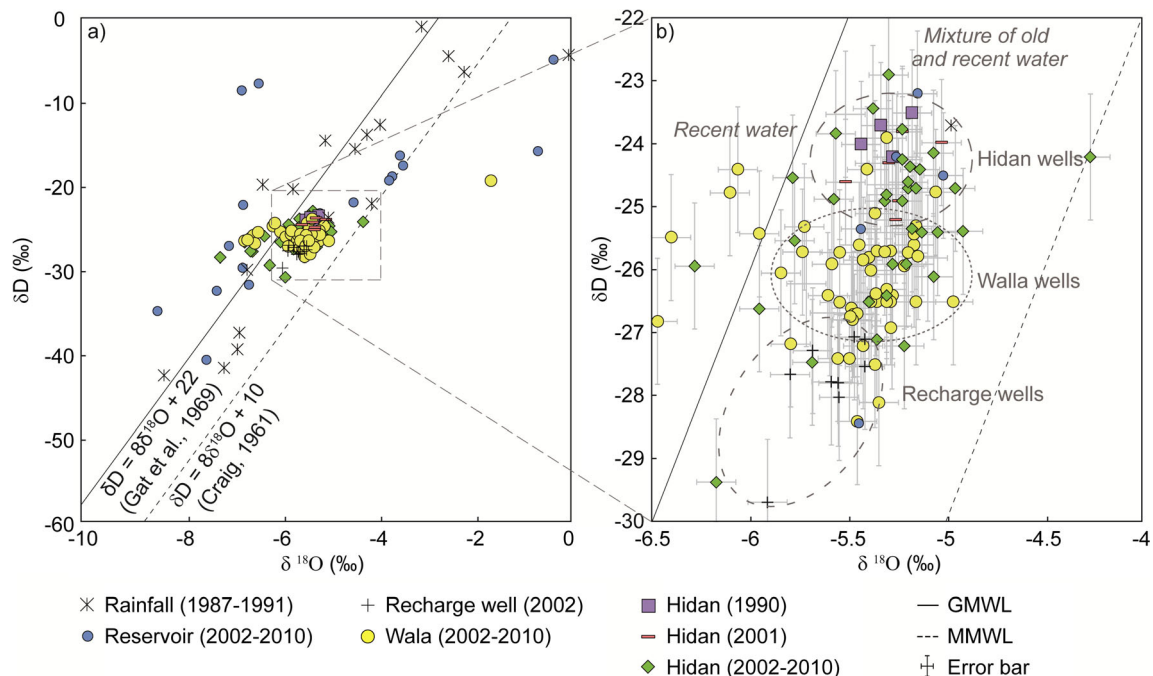 a)
δD (‰)
0
-10
-20
-30
-40
-50
-60
-10
-8
-6
-4
-2
0
δ ¹⁸O (‰)
δD = 8δ¹⁸O + 22
(Gat et al., 1969)
δD = 8δ¹⁸O + 10
(Craig, 1961)
b)
δD (‰)
-22
-23
-24
-25
-26
-27
-28
-29
-30
-6.5
-6
-5.5
-5
-4.5
-4
δ ¹⁸O (‰)
Mixture of old
and recent water
Recent water
Hidan wells
Walla wells
Recharge wells
Rainfall (1987-1991)
Recharge well (2002)
Hidan (1990)
GMWL
Reservoir (2002-2010)
Wala (2002-2010)
Hidan (2001)
MMWL
Hidan (2002-2010)
Error bar